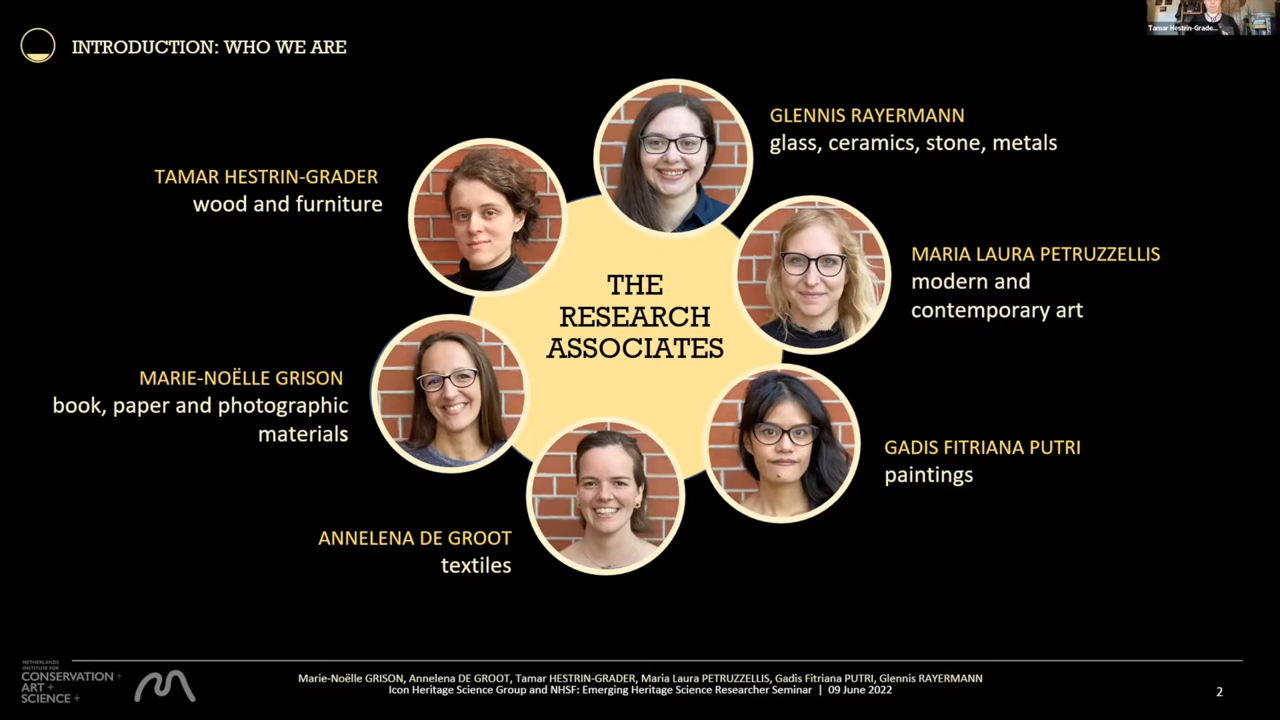 Tamar Hestrin-Grade...
INTRODUCTION: WHO WE ARE
GLENNIS RAYERMANN
glass, ceramics, stone, metals
TAMAR HESTRIN-GRADER
wood and furniture
MARIA LAURA PETRUZZELLIS
modern and
contemporary art
THE
RESEARCH
ASSOCIATES
MARIE-NOËLLE GRISON
book, paper and photographic
materials
GADIS FITRIANA PUTRI
paintings
ANNELENA DE GROOT
textiles
NETHERLANDS
INSTITUTE FOR
CONSERVATION+
ART+
SCIENCE+
Marie-Noëlle GRISON, Annelena DE GROOT, Tamar HESTRIN-GRADER, Maria Laura PETRUZZELLIS, Gadis Fitriana PUTRI, Glennis RAYERMANN
Icon Heritage Science Group and NHSF: Emerging Heritage Science Researcher Seminar | 09 June 2022
2